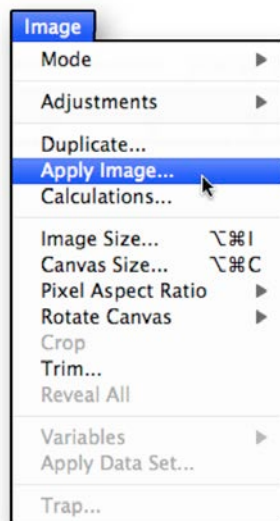 Image
Mode
Adjustments
Duplicate...
Apply Image...
Calculations...
Image Size... ⌥⌘I
Canvas Size... ⌥⌘C
Pixel Aspect Ratio
Rotate Canvas
Crop
Trim...
Reveal All
Variables
Apply Data Set...
Trap...